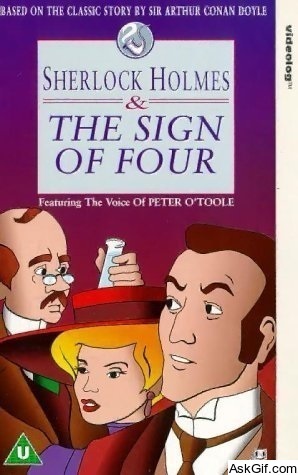 BASED ON THE CLASSIC STORY BY SIR ARTHUR CONAN DOYLE
SHERLOCK HOLMES
&
THE SIGN
OF FOUR
Featuring The Voice Of PETER O'TOOLE
videolog™
U
AskGif.com